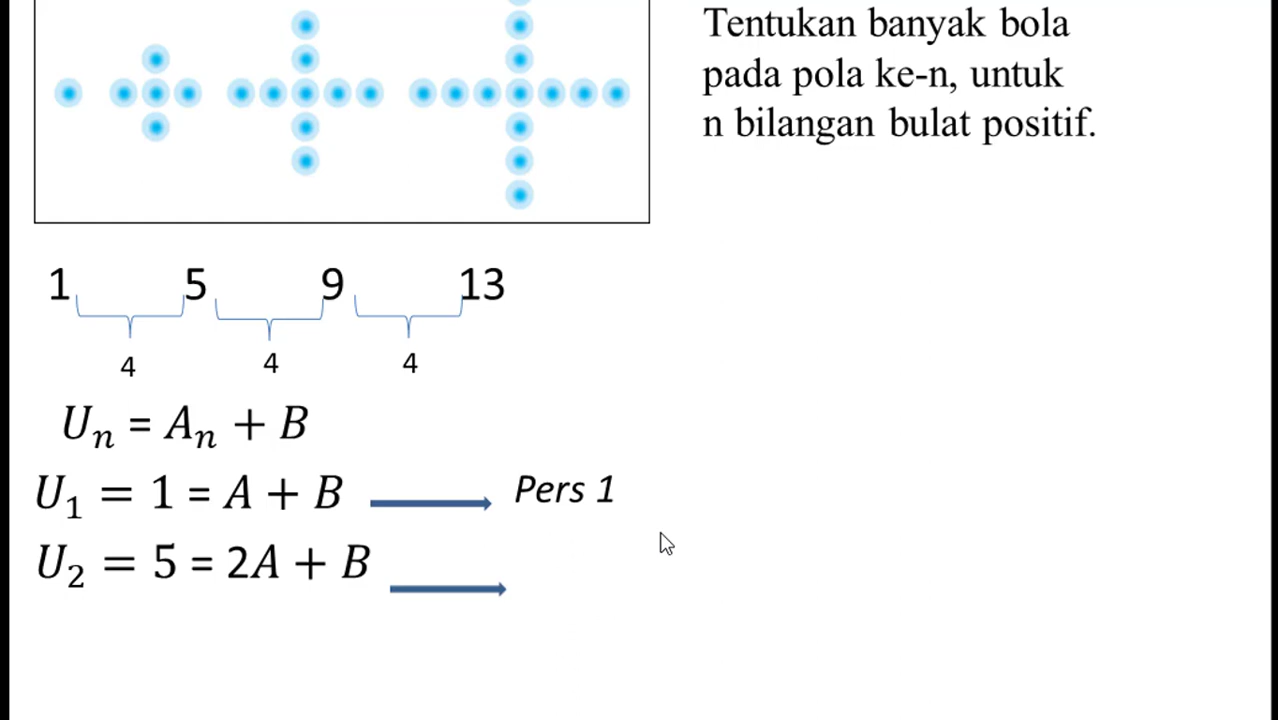 Tentukan banyak bola
pada pola ke-n, untuk
n bilangan bulat positif.
1 5 9 13
4 4 4
Uₙ = Aₙ + B
U₁ = 1 = A + B Pers 1
U₂ = 5 = 2A + B